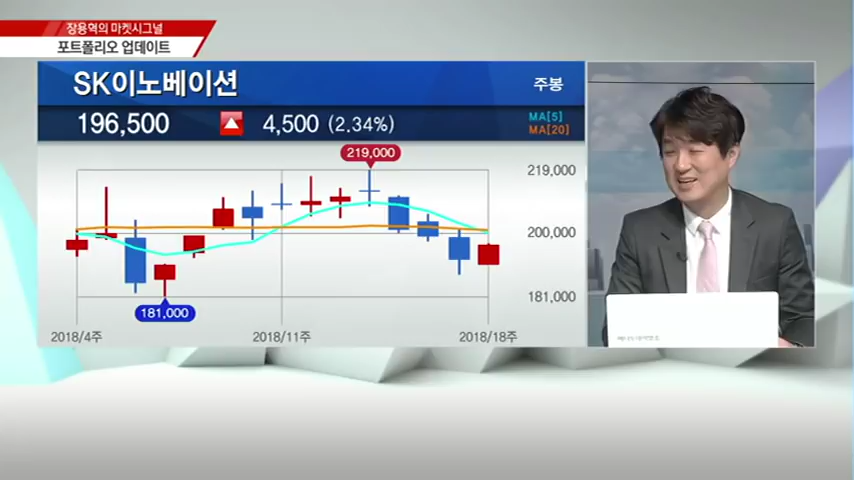 장용혁의 마켓시그널
포트폴리오 업데이트
SK이노베이션
주봉
196,500
4,500 (2.34%)
MA[5]
MA[20]
219,000
219,000
200,000
181,000
181,000
2018/4주
2018/11주
2018/18주